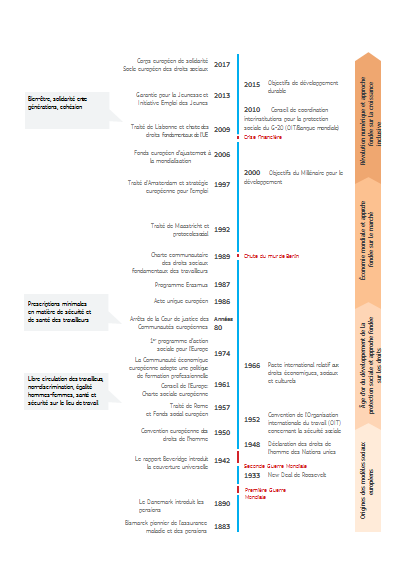 Corps européen de solidarité
Socle européen des droits sociaux
2017
2015
Objectifs de développement
durable
Bien-être, solidarité entre
générations, cohésion
Garantie pour la Jeunesse et
Initiative Emploi des Jeunes
2013
2010
Conseil de coordination
interinstitutions pour la protection
sociale du G-20 (OIT/Banque mondiale)
Traité de Lisbonne et charte des
droits fondamentaux de l'UE
2009
Crise financière
Fonds européen d'ajustement à
la mondialisation
2006
2000
Objectifs du Millénaire pour le
développement
Traité d'Amsterdam et stratégie
européenne pour l'emploi
1997
Traité de Maastricht et
protocole social
1992
Charte communautaire
des droits sociaux
fondamentaux des travailleurs
1989
Chute du mur de Berlin
Programme Erasmus
1987
Prescriptions minimales
en matière de sécurité et
de santé des travailleurs
Acte unique européen
1986
Arrêts de la Cour de justice des
Communautés européennes
Années
80
1er programme d'action
sociale pour l'Europe
1974
La Communauté économique
européenne adopte une politique
de formation professionnelle
1966
Pacte international relatif aux
droits économiques, sociaux
et culturels
Libre circulation des travailleurs,
non-discrimination, égalité
hommes-femmes, santé et
sécurité sur le lieu de travail
Conseil de l'Europe:
Charte sociale européenne
1961
Traité de Rome
et Fonds social européen
1957
1952
Convention de l'Organisation
internationale du travail (OIT)
concernant la sécurité sociale
Convention européenne des
droits de l'homme
1950
1948
Déclaration des droits de
l'homme des Nations unies
Le rapport Beveridge introduit
la couverture universelle
1942
Seconde Guerre Mondiale
1933
New Deal de Roosevelt
Première Guerre
Mondiale
Le Danemark introduit les
pensions
1890
Bismarck pionnier de l'assurance
maladie et des pensions
1883
Révolution numérique et approche
fondée sur la croissance
inclusive
Économie mondiale et approche
fondée sur le marché
Âge d'or du développement de la
protection sociale et approche fondée
sur les droits
Origines des modèles sociaux
européens